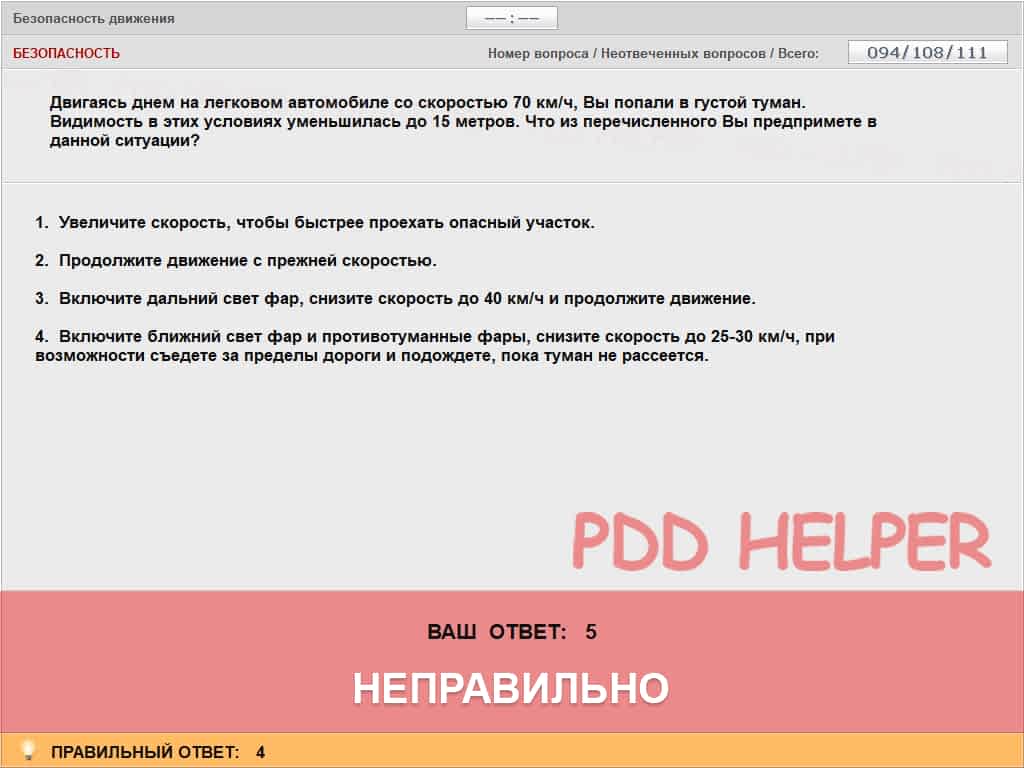 Безопасность движения
–– : ––
БЕЗОПАСНОСТЬ
Номер вопроса / Неотвеченных вопросов / Всего:
094/108/111
Двигаясь днем на легковом автомобиле со скоростью 70 км/ч, Вы попали в густой туман.
Видимость в этих условиях уменьшилась до 15 метров. Что из перечисленного Вы предпримете в
данной ситуации?
1. Увеличите скорость, чтобы быстрее проехать опасный участок.
2. Продолжите движение с прежней скоростью.
3. Включите дальний свет фар, снизите скорость до 40 км/ч и продолжите движение.
4. Включите ближний свет фар и противотуманные фары, снизите скорость до 25-30 км/ч, при
возможности съедете за пределы дороги и подождете, пока туман не рассеется.
PDD HELPER
ВАШ ОТВЕТ: 5
НЕПРАВИЛЬНО
ПРАВИЛЬНЫЙ ОТВЕТ: 4